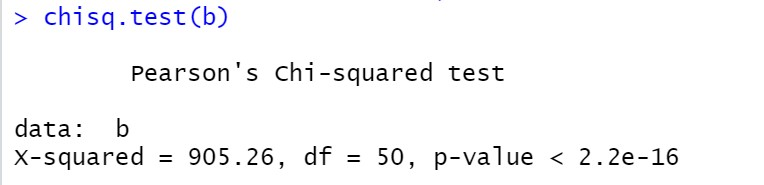 > chisq.test(b)
Pearson's Chi-squared test
data:  b
X-squared = 905.26, df = 50, p-value < 2.2e-16